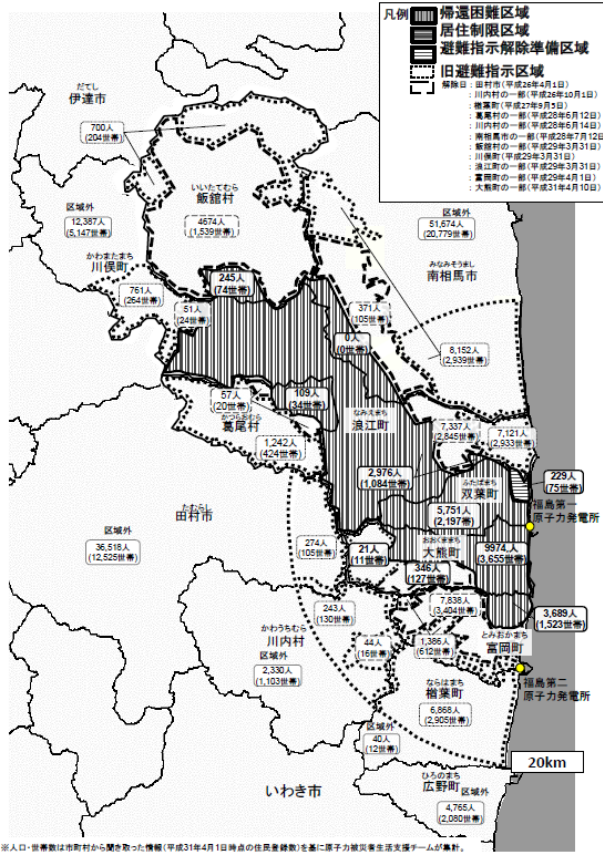 凡例
帰還困難区域
居住制限区域
避難指示解除準備区域
旧避難指示区域
解除日：田村市(平成26年4月1日)
：川内村の一部(平成26年10月1日)
：楢葉町(平成27年9月5日)
：葛尾村の一部(平成28年6月12日)
：川内村の一部(平成28年6月14日)
：南相馬市の一部(平成28年7月12日)
：飯舘村の一部(平成29年3月31日)
：川俣町(平成29年3月31日)
：浪江町の一部(平成29年3月31日)
：富岡町の一部(平成29年4月1日)
：大熊町の一部(平成31年4月10日)
だてし
伊達市
700人
(204世帯)
いいたてむら
飯舘村
4674人
(1,539世帯)
区域外
12,387人
(5,147世帯)
かわまたまち
川俣町
761人
(264世帯)
区域外
51,674人
(20,779世帯)
みなみそうまし
南相馬市
245人
(74世帯)
51人
(24世帯)
371人
(105世帯)
0人
(0世帯)
8,152人
(2,939世帯)
109人
(34世帯)
57人
(20世帯)
かつらおむら
葛尾村
1,242人
(424世帯)
なみえまち
浪江町
7,337人
(2,845世帯)
7,121人
(2,933世帯)
2,976人
(1,084世帯)
ふたばまち
双葉町
229人
(75世帯)
福島第一
原子力発電所
5,751人
(2,197世帯)
たむらし
田村市
区域外
36,518人
(12,525世帯)
274人
(105世帯)
21人
(11世帯)
おおくままち
大熊町
9974人
(3,655世帯)
346人
(127世帯)
7,838人
(3,404世帯)
3,689人
(1,523世帯)
243人
(130世帯)
かわうちむら
川内村
区域外
2,330人
(1,103世帯)
44人
(16世帯)
1,386人
(612世帯)
とみおかまち
富岡町
福島第二
原子力発電所
ならはまち
楢葉町
6,868人
(2,905世帯)
区域外
40人
(12世帯)
20km
いわき市
ひろのまち
広野町
区域外
4,765人
(2,080世帯)
※人口・世帯数は市町村から聞き取った情報(平成31年4月1日時点の住民登録数)を基に原子力被災者生活支援チームが集計。